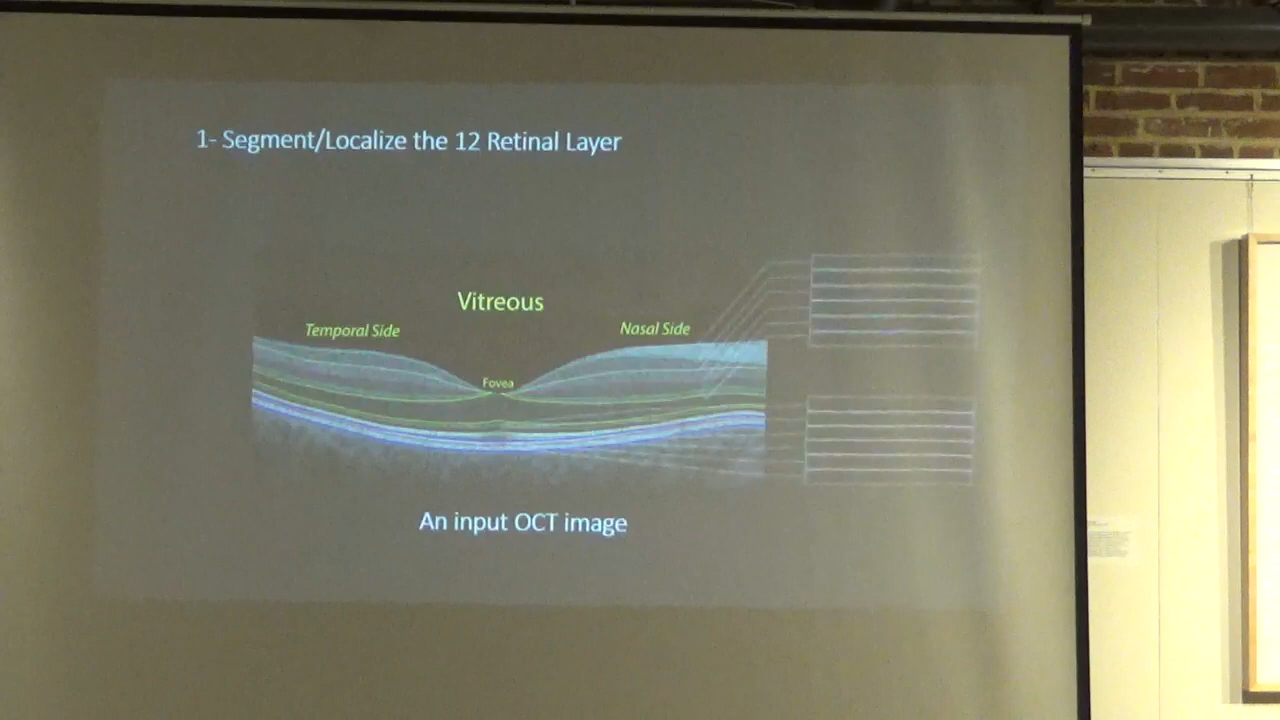 1- Segment/Localize the 12 Retinal Layer
Vitreous
Temporal Side
Nasal Side
Fovea
An input OCT image